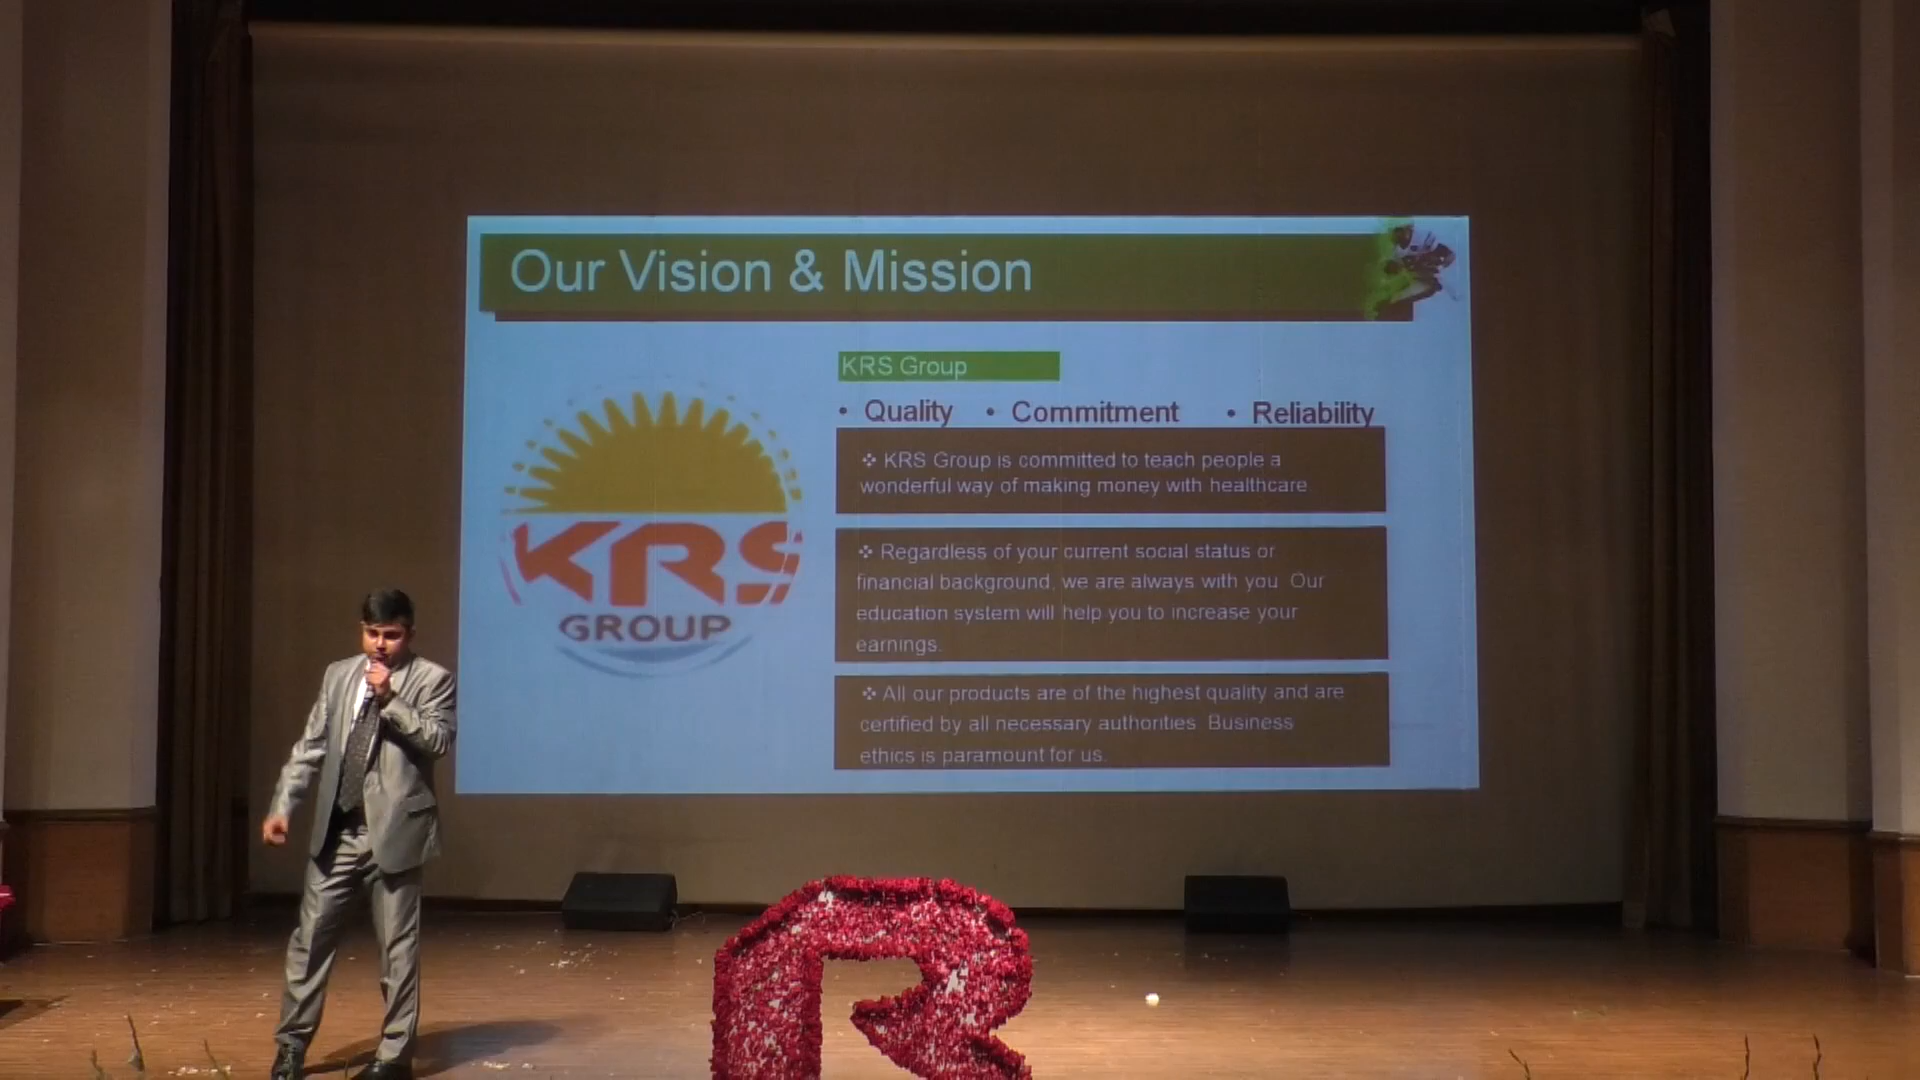 Our Vision & Mission
KRS Group
• Quality • Commitment • Reliability
❖ KRS Group is committed to teach people a
wonderful way of making money with healthcare
❖ Regardless of your current social status or
financial background, we are always with you. Our
education system will help you to increase your
earnings.
❖ All our products are of the highest quality and are
certified by all necessary authorities. Business
ethics is paramount for us.
KRS
GROUP
R